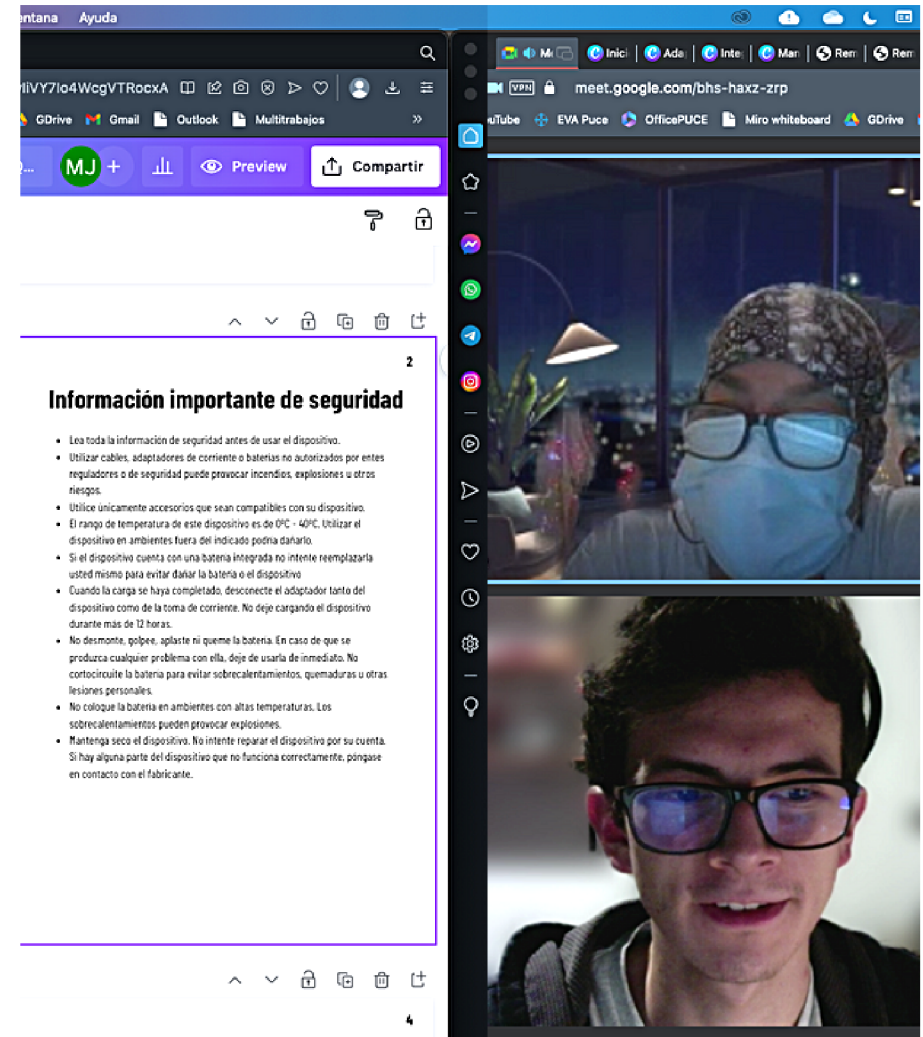 entana Ayuda
GDrive Gmail Outlook Multitrabajos »
MJ + Preview Compartir
2
Información importante de seguridad
• Lea toda la información de seguridad antes de usar el dispositivo.
• Utilizar cables, adaptadores de corriente o baterías no autorizados por entes
reguladores o de seguridad puede provocar incendios, explosiones u otros
riesgos.
• Utilice únicamente accesorios que sean compatibles con su dispositivo.
• El rango de temperatura de este dispositivo es de 0ºC - 40ºC, Utilizar el
dispositivo en ambientes fuera del indicado podría dañarlo.
• Si el dispositivo cuenta con una batería integrada no intente reemplazarla
usted mismo para evitar dañar la batería o el dispositivo
• Cuando la carga se haya completado, desconecte el adaptador tanto del
dispositivo como de la toma de corriente. No deje cargando el dispositivo
durante más de 12 horas.
• No desmonte, golpee, aplaste ni queme la batería. En caso de que se
produzca cualquier problema con ella, deje de usarla de inmediato. No
cortocircuite la batería para evitar sobrecalentamientos, quemaduras u otras
lesiones personales.
• No coloque la batería en ambientes con altas temperaturas. Los
sobrecalentamientos pueden provocar explosiones.
• Mantenga seco el dispositivo. No intente reparar el dispositivo por su cuenta.
Si hay alguna parte del dispositivo que no funciona correctamente, póngase
en contacto con el fabricante.
4
Inici Ada Inte Man Rem Rem
VPN meet.google.com/bhs-haxz-zrp
uTube EVA Puce OfficePUCE Miro whiteboard GDrive